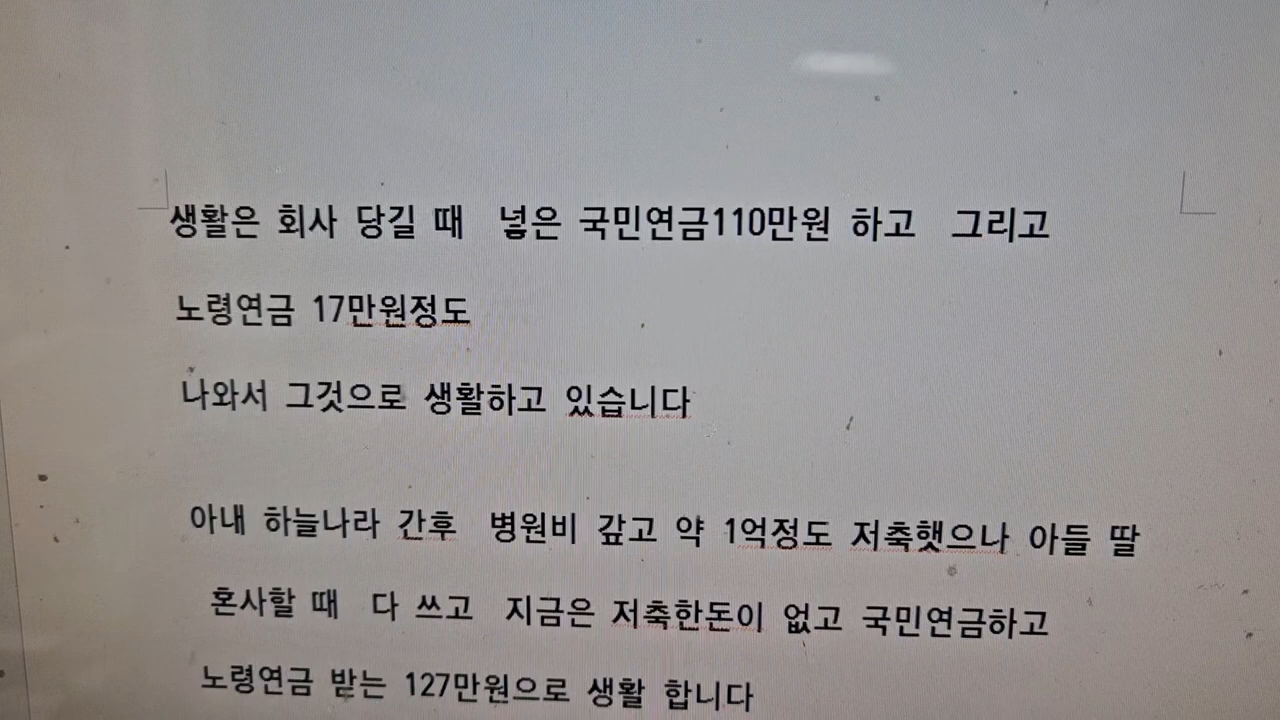 생활은 회사 당길 때 넣은 국민연금110만원 하고 그리고
노령연금 17만원정도
나와서 그것으로 생활하고 있습니다
아내 하늘나라 간후 병원비 갚고 약 1억정도 저축했으나 아들 딸
혼사할 때 다 쓰고 지금은 저축한돈이 없고 국민연금하고
노령연금 받는 127만원으로 생활 합니다